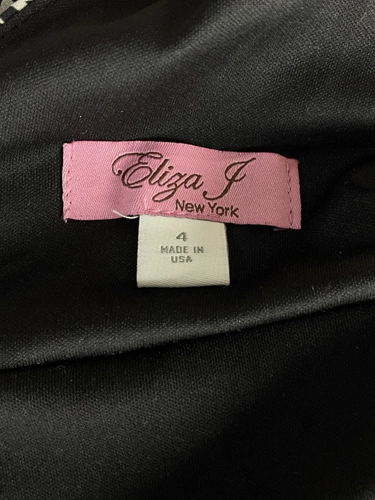 Eliza J
New York
4
MADE IN
USA